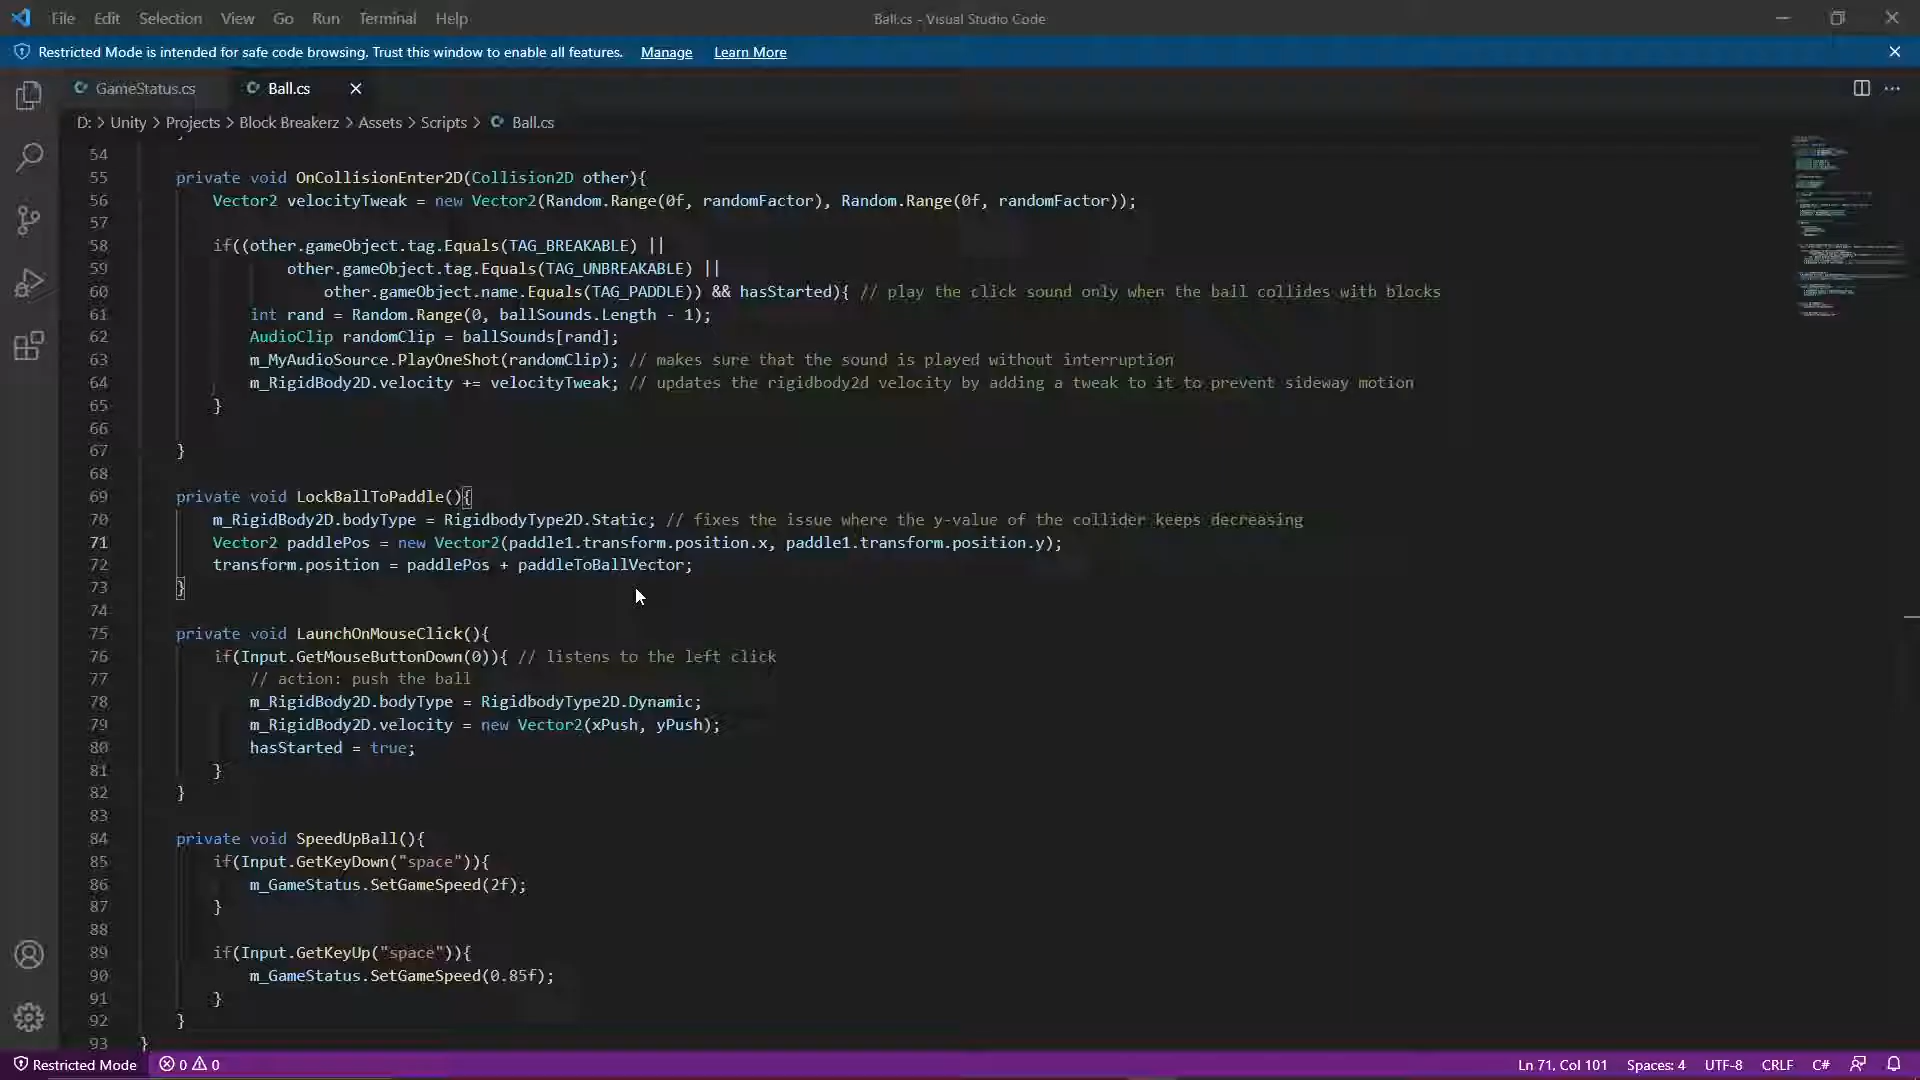 File Edit Selection View Go Run Terminal Help
Ball.cs - Visual Studio Code
Restricted Mode is intended for safe code browsing. Trust this window to enable all features. Manage Learn More
GameStatus.cs Ball.cs
D: > Unity > Projects > Block Breakerz > Assets > Scripts > Ball.cs
54
55 private void OnCollisionEnter2D(Collision2D other){
56 Vector2 velocityTweak = new Vector2(Random.Range(0f, randomFactor), Random.Range(0f, randomFactor));
57
58 if((other.gameObject.tag.Equals(TAG_BREAKABLE) ||
59 other.gameObject.tag.Equals(TAG_UNBREAKABLE) ||
60 other.gameObject.name.Equals(TAG_PADDLE)) && hasStarted){ // play the click sound only when the ball collides with blocks
61 int rand = Random.Range(0, ballSounds.Length - 1);
62 AudioClip randomClip = ballSounds[rand];
63 m_MyAudioSource.PlayOneShot(randomClip); // makes sure that the sound is played without interruption
64 m_RigidBody2D.velocity += velocityTweak; // updates the rigidbody2d velocity by adding a tweak to it to prevent sideway motion
65 }
66
67 }
68
69 private void LockBallToPaddle(){
70 m_RigidBody2D.bodyType = RigidbodyType2D.Static; // fixes the issue where the y-value of the collider keeps decreasing
71 Vector2 paddlePos = new Vector2(paddle1.transform.position.x, paddle1.transform.position.y);
72 transform.position = paddlePos + paddleToBallVector;
73 }
74
75 private void LaunchOnMouseClick(){
76 if(Input.GetMouseButtonDown(0)){ // listens to the left click
77 // action: push the ball
78 m_RigidBody2D.bodyType = RigidbodyType2D.Dynamic;
79 m_RigidBody2D.velocity = new Vector2(xPush, yPush);
80 hasStarted = true;
81 }
82 }
83
84 private void SpeedUpBall(){
85 if(Input.GetKeyDown("space")){
86 m_GameStatus.SetGameSpeed(2f);
87 }
88
89 if(Input.GetKeyUp("space")){
90 m_GameStatus.SetGameSpeed(0.85f);
91 }
92 }
93 }
Restricted Mode 0 0 Ln 71, Col 101 Spaces: 4 UTF-8 CRLF C#